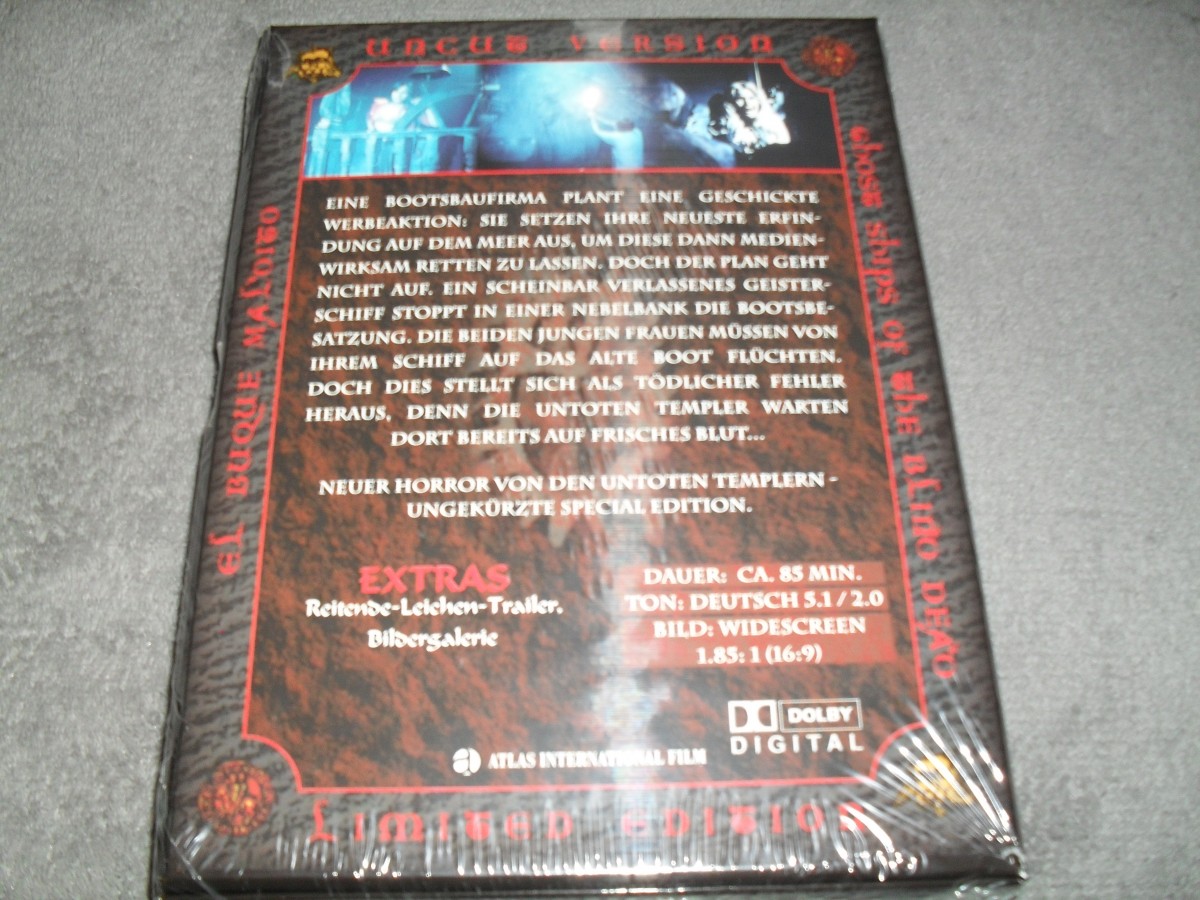 UNCUT VERSION
EL BUQUE MALDITO
GHOST SHIPS OF THE BLIND DEAD
EINE BOOTSBAUFIRMA PLANT EINE GESCHICKTE
WERBEAKTION: SIE SETZEN IHRE NEUESTE ERFIN-
DUNG AUF DEM MEER AUS, UM DIESE DANN MEDIEN-
WIRKSAM RETTEN ZU LASSEN. DOCH DER PLAN GEHT
NICHT AUF. EIN SCHEINBAR VERLASSENES GEISTER-
SCHIFF STOPPT IN EINER NEBELBANK DIE BOOTSBE-
SATZUNG. DIE BEIDEN JUNGEN FRAUEN MÜSSEN VON
IHREM SCHIFF AUF DAS ALTE BOOT FLÜCHTEN.
DOCH DIES STELLT SICH ALS TÖDLICHER FEHLER
HERAUS, DENN DIE UNTOTEN TEMPLER WARTEN
DORT BEREITS AUF FRISCHES BLUT...
NEUER HORROR VON DEN UNTOTEN TEMPLERN -
UNGEKÜRZTE SPECIAL EDITION.
EXTRAS
Reitende-Leichen-Trailer.
Bildergalerie
DAUER: CA. 85 MIN.
TON: DEUTSCH 5.1 / 2.0
BILD: WIDESCREEN
1.85: 1 (16:9)
DOLBY
DIGITAL
ATLAS INTERNATIONAL FILM
LIMITED EDITION